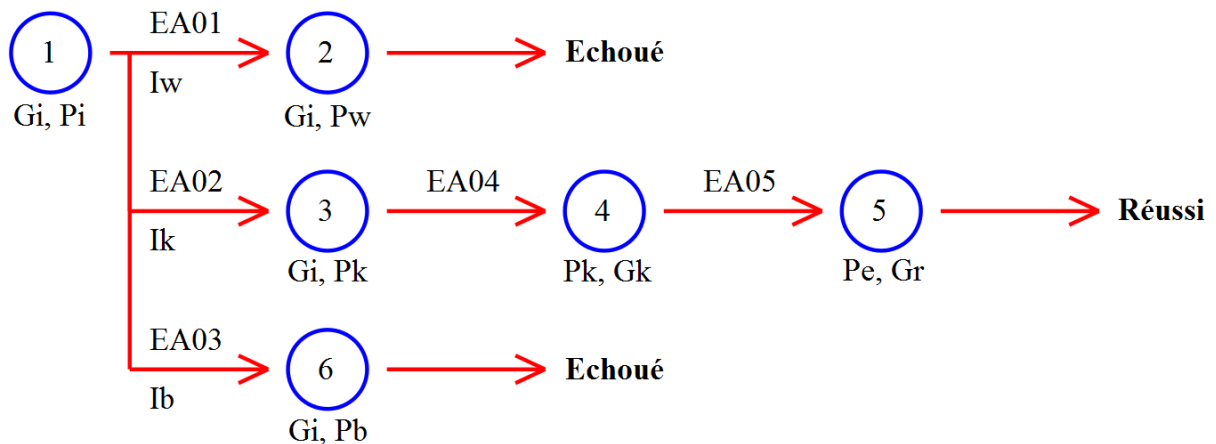 EA01
1 2 Echoué
Iw
Gi, Pi Gi, Pw
EA02 EA04 EA05
3 4 5 Réussi
Ik
Gi, Pk Pk, Gk Pe, Gr
EA03
6 Echoué
Ib
Gi, Pb